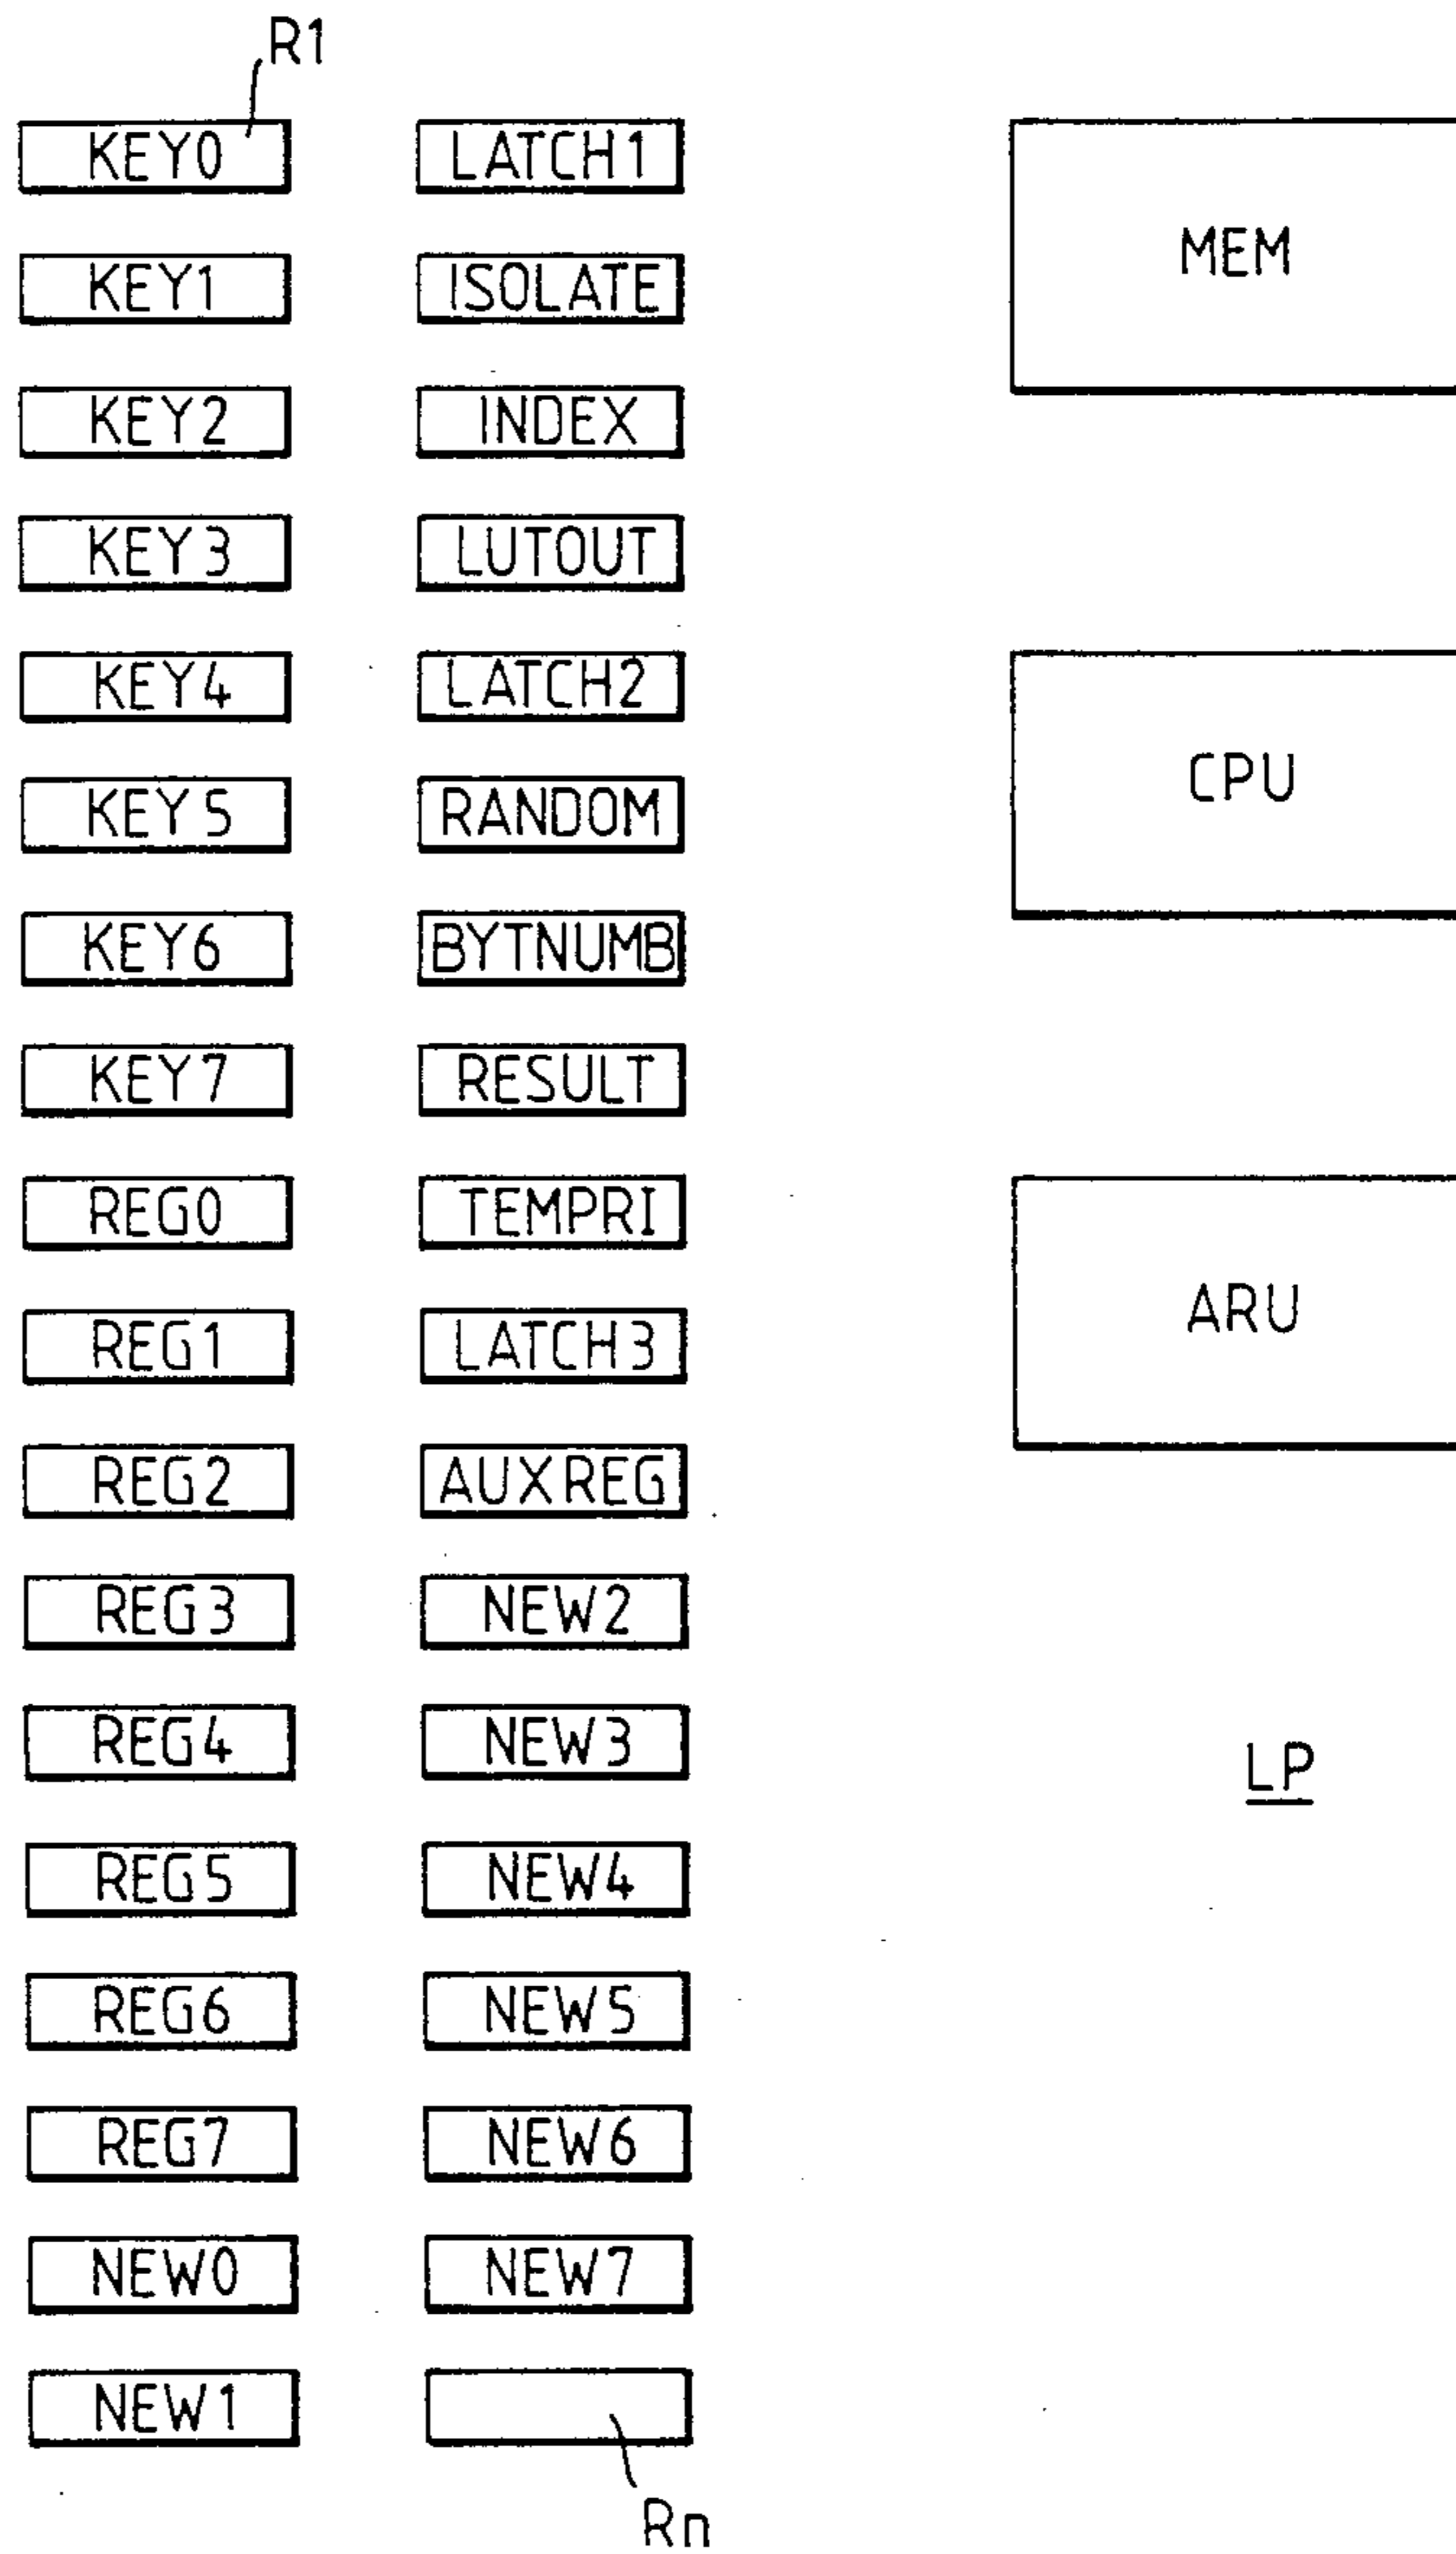 R1
KEY0
KEY1
KEY2
KEY3
KEY4
KEY5
KEY6
KEY7
REG0
REG1
REG2
REG3
REG4
REG5
REG6
REG7
NEW0
NEW1
LATCH1
ISOLATE
INDEX
LUTOUT
LATCH2
RANDOM
BYTNUMB
RESULT
TEMPRI
LATCH3
AUXREG
NEW2
NEW3
NEW4
NEW5
NEW6
NEW7
Rn
MEM
CPU
ARU
LP